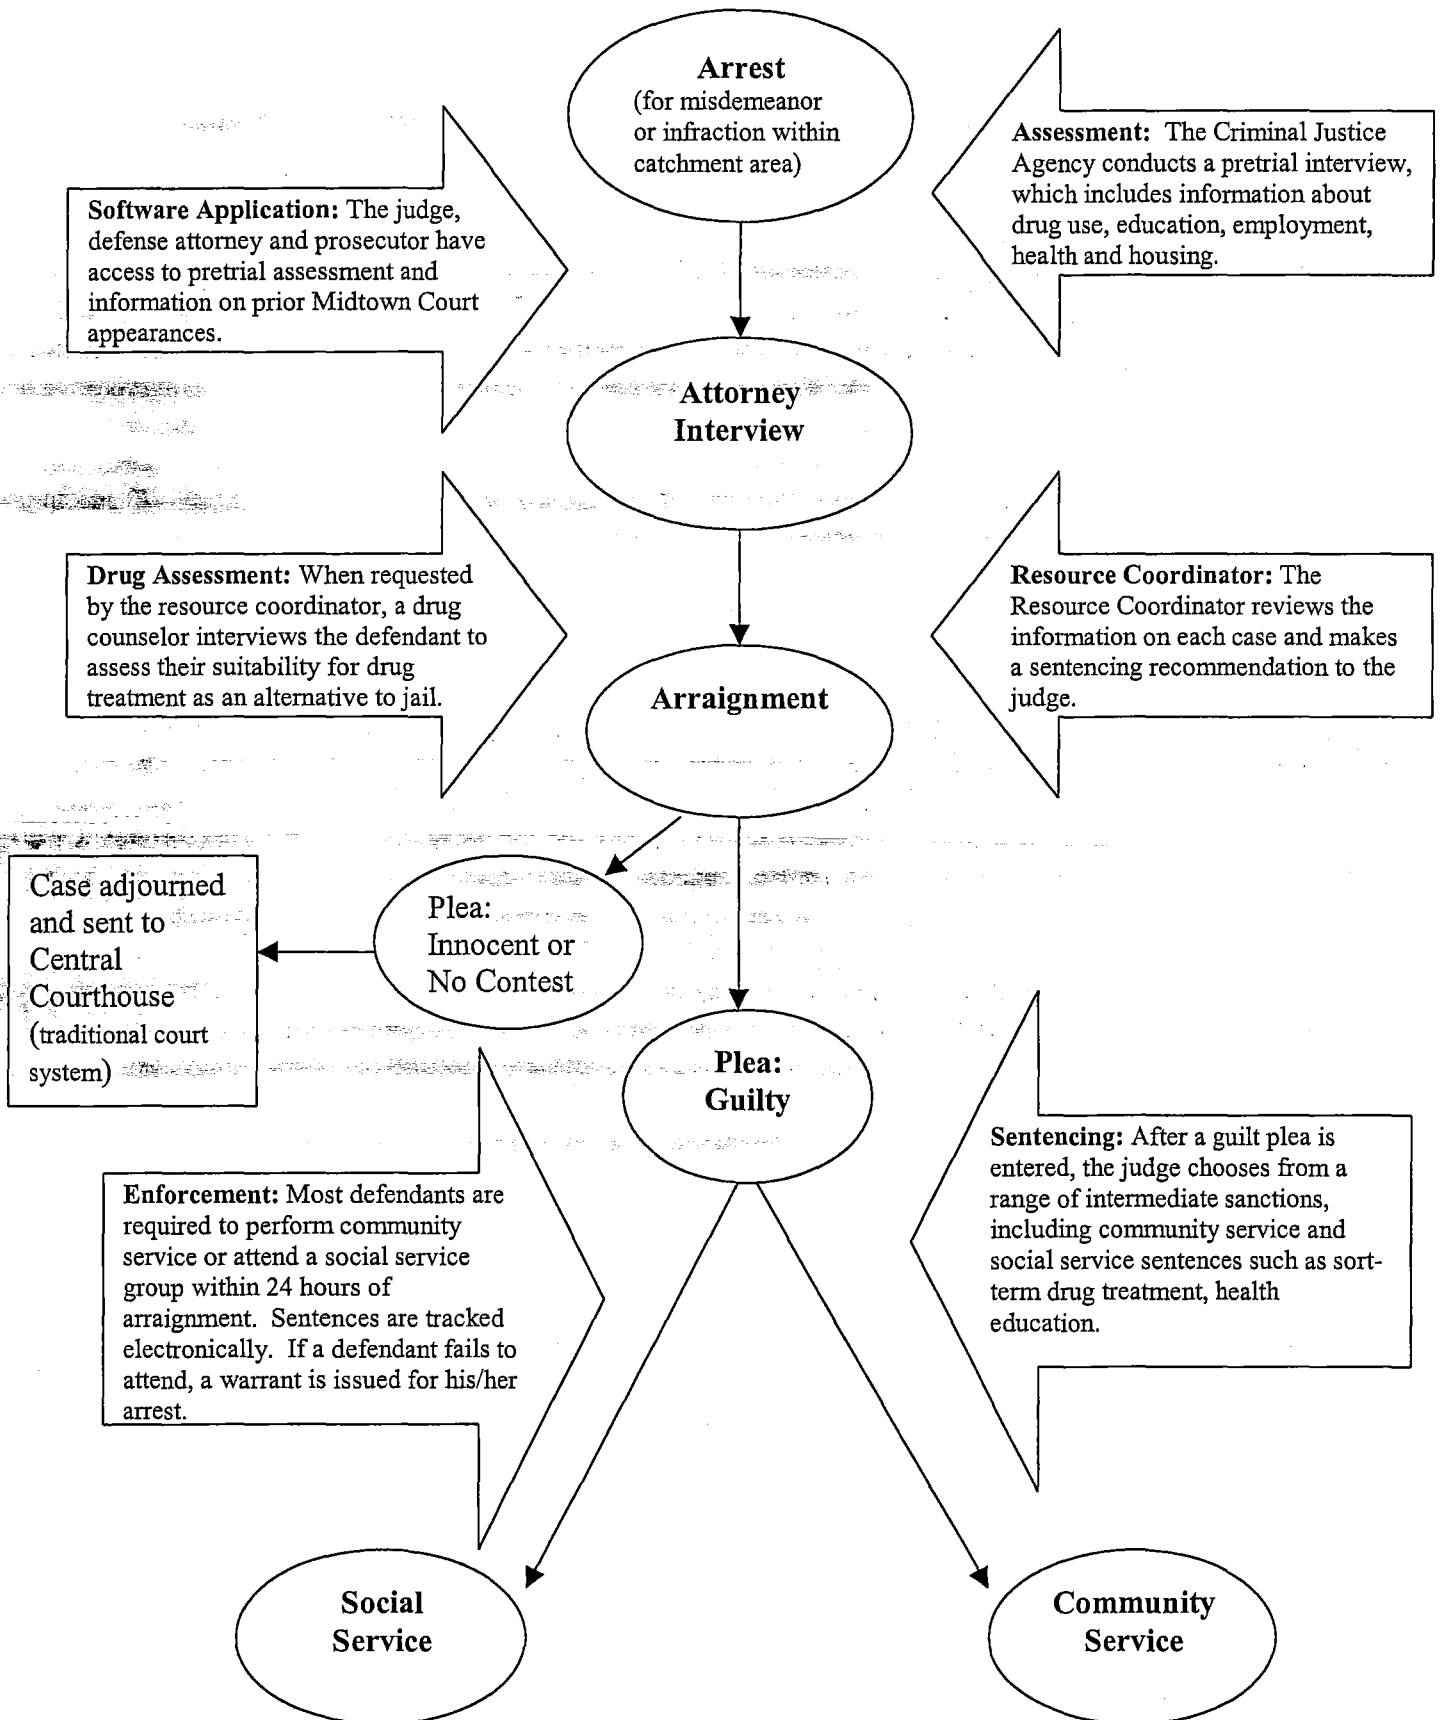 Arrest
(for misdemeanor
or infraction within
catchment area)
Assessment: The Criminal Justice
Agency conducts a pretrial interview,
which includes information about
drug use, education, employment,
health and housing.
Software Application: The judge,
defense attorney and prosecutor have
access to pretrial assessment and
information on prior Midtown Court
appearances.
Attorney
Interview
Drug Assessment: When requested
by the resource coordinator, a drug
counselor interviews the defendant to
assess their suitability for drug
treatment as an alternative to jail.
Resource Coordinator: The
Resource Coordinator reviews the
information on each case and makes
a sentencing recommendation to the
judge.
Arraignment
Case adjourned
and sent to
Central
Courthouse
(traditional court
system)
Plea:
Innocent or
No Contest
Plea:
Guilty
Enforcement: Most defendants are
required to perform community
service or attend a social service
group within 24 hours of
arraignment. Sentences are tracked
electronically. If a defendant fails to
attend, a warrant is issued for his/her
arrest.
Sentencing: After a guilt plea is
entered, the judge chooses from a
range of intermediate sanctions,
including community service and
social service sentences such as sort-
term drug treatment, health
education.
Social
Service
Community
Service